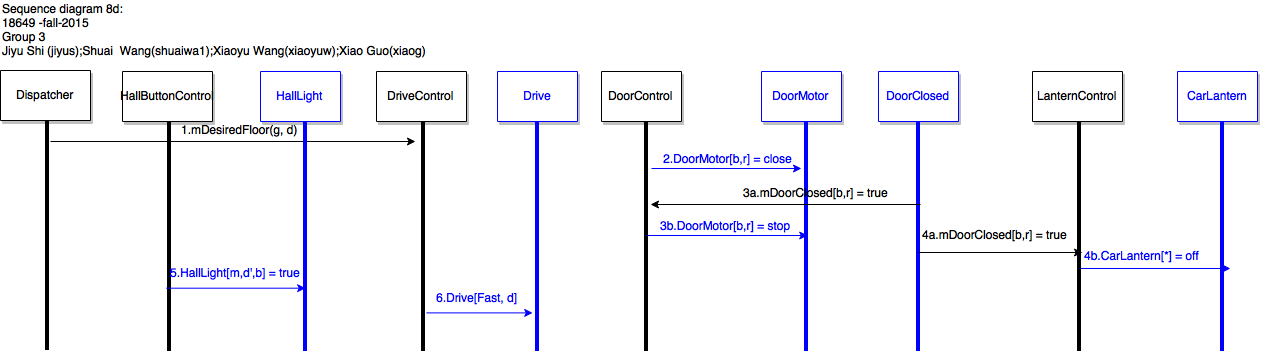 Sequence diagram 8d:
18649 -fall-2015
Group 3
Jiyu Shi (jiyus);Shuai  Wang(shuaiwa1);Xiaoyu Wang(xiaoyuw);Xiao Guo(xiaog)
Dispatcher
HallButtonControl
HallLight
DriveControl
Drive
DoorControl
DoorMotor
DoorClosed
LanternControl
CarLantern
1.mDesiredFloor(g, d)
2.DoorMotor[b,r] = close
3a.mDoorClosed[b,r] = true
3b.DoorMotor[b,r] = stop
4a.mDoorClosed[b,r] = true
4b.CarLantern[*] = off
5.HallLight[m,d',b] = true
6.Drive[Fast, d]